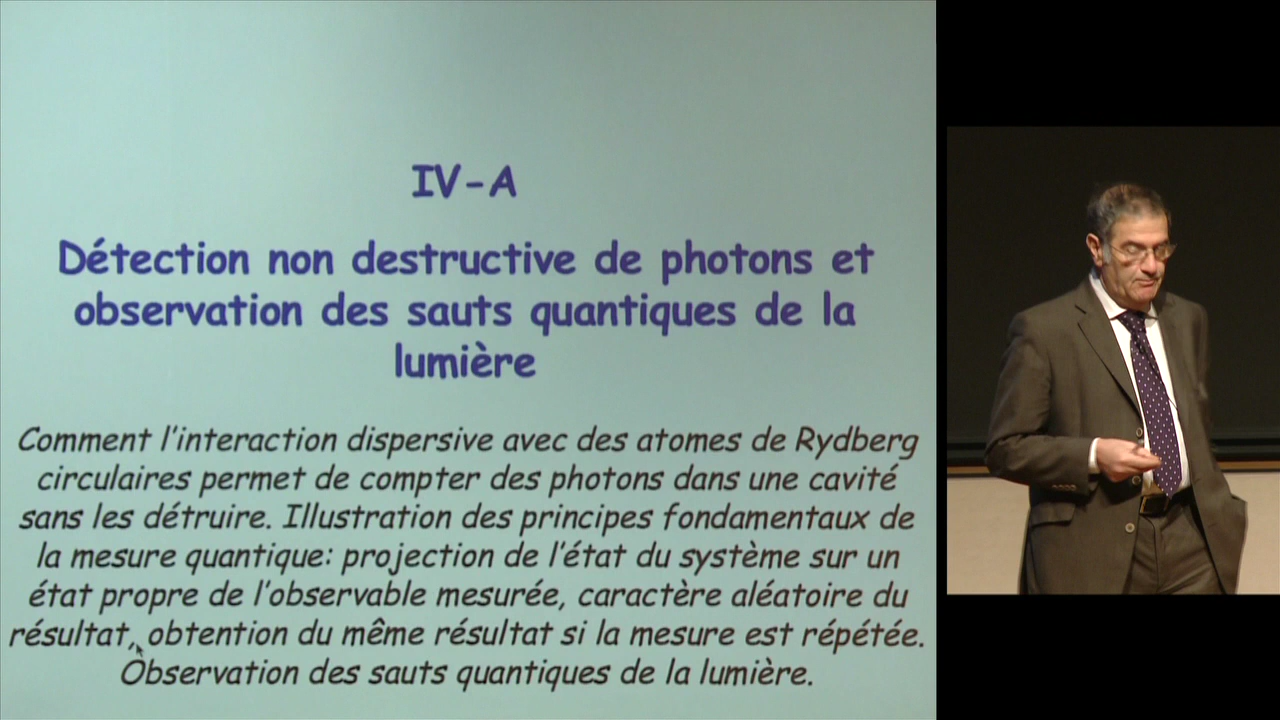 IV-A
Détection non destructive de photons et
observation des sauts quantiques de la
lumière
Comment l'interaction dispersive avec des atomes de Rydberg
circulaires permet de compter des photons dans une cavité
sans les détruire. Illustration des principes fondamentaux de
la mesure quantique: projection de l'état du système sur un
état propre de l'observable mesurée, caractère aléatoire du
résultat, obtention du même résultat si la mesure est répétée.
Observation des sauts quantiques de la lumière.